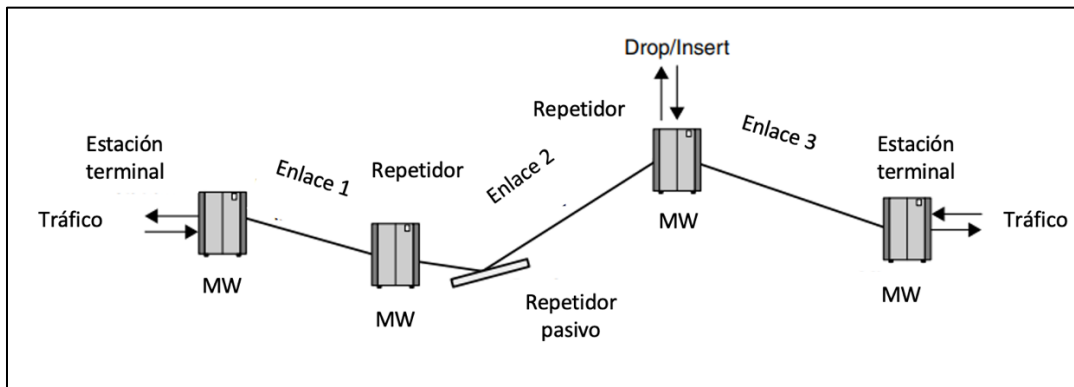 Drop/Insert
Repetidor
Enlace 3
Estación
terminal
Enlace 1
Repetidor
Enlace 2
Estación
terminal
Tráfico
MW
Tráfico
MW
MW
Repetidor
pasivo
MW